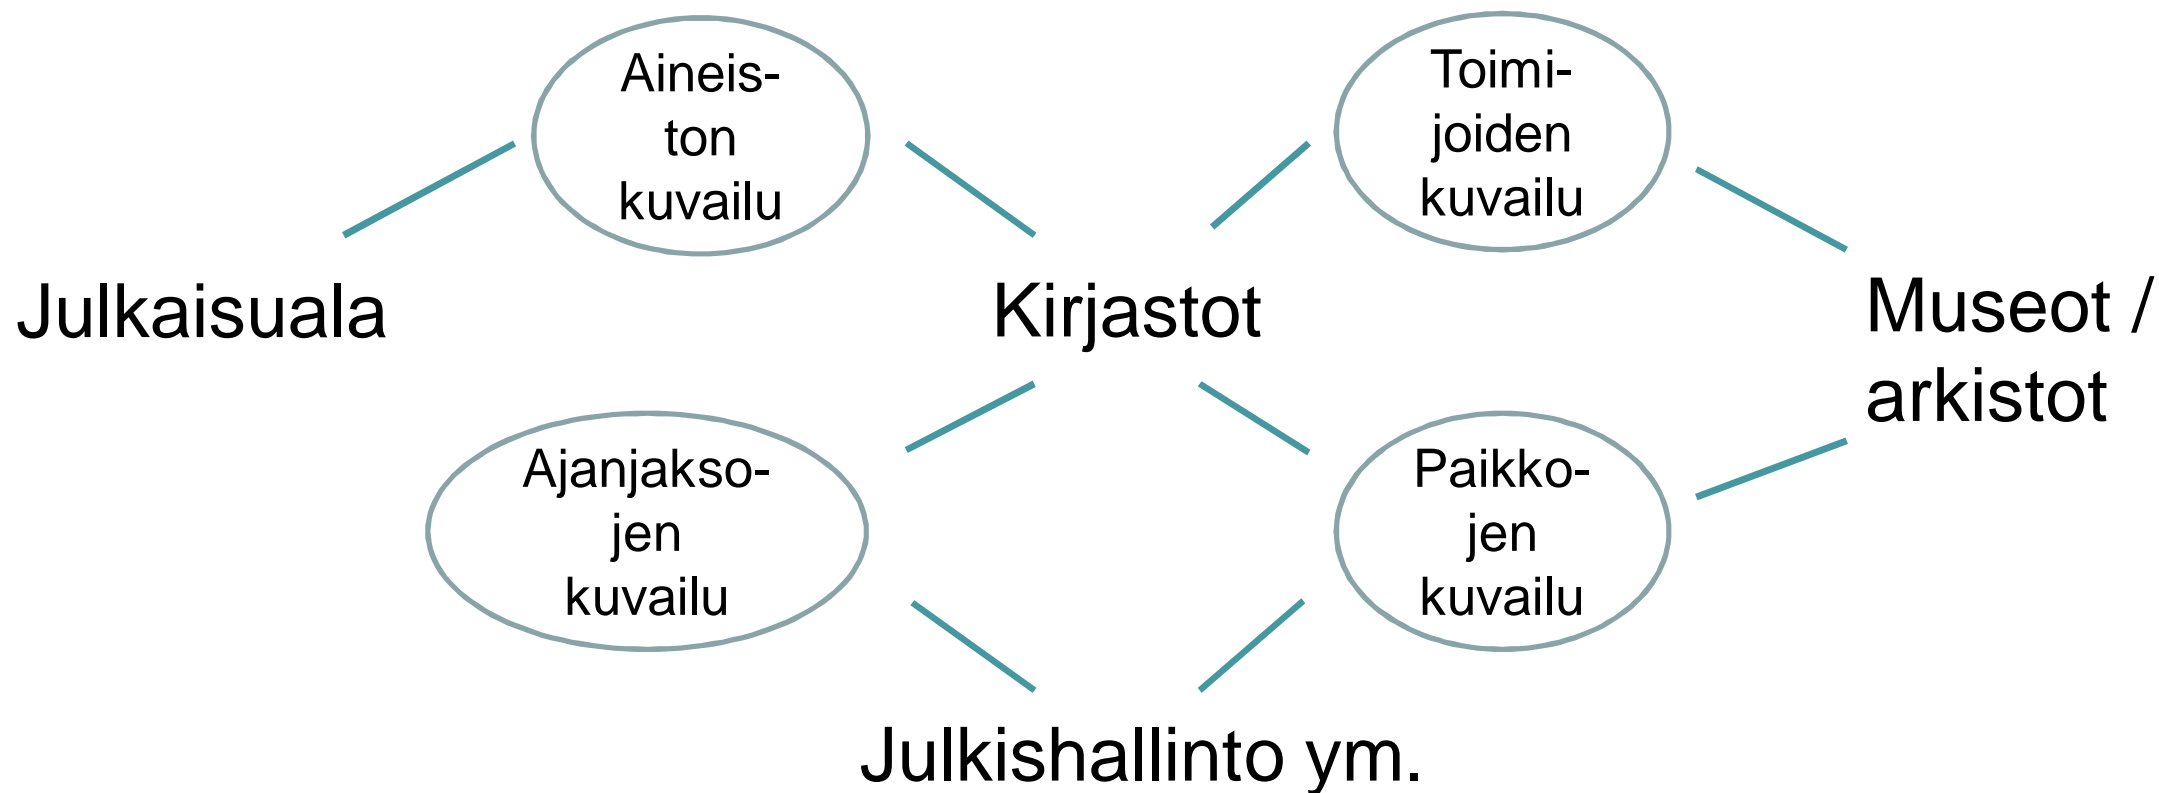 Aineis-
ton
kuvailu
Toimi-
joiden
kuvailu
Julkaisuala
Kirjastot
Museot /
arkistot
Ajanjakso-
jen
kuvailu
Paikko-
jen
kuvailu
Julkishallinto ym.